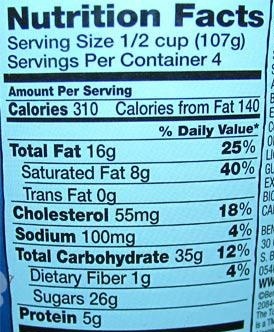 Nutrition Facts
Serving Size 1/2 cup (107g)
Servings Per Container 4
Amount Per Serving
Calories 310 Calories from Fat 140
% Daily Value*
Total Fat 16g 25%
Saturated Fat 8g 40%
Trans Fat 0g
Cholesterol 55mg 18%
Sodium 100mg 4%
Total Carbohydrate 35g 12%
Dietary Fiber 1g 4%
Sugars 26g
Protein 5g